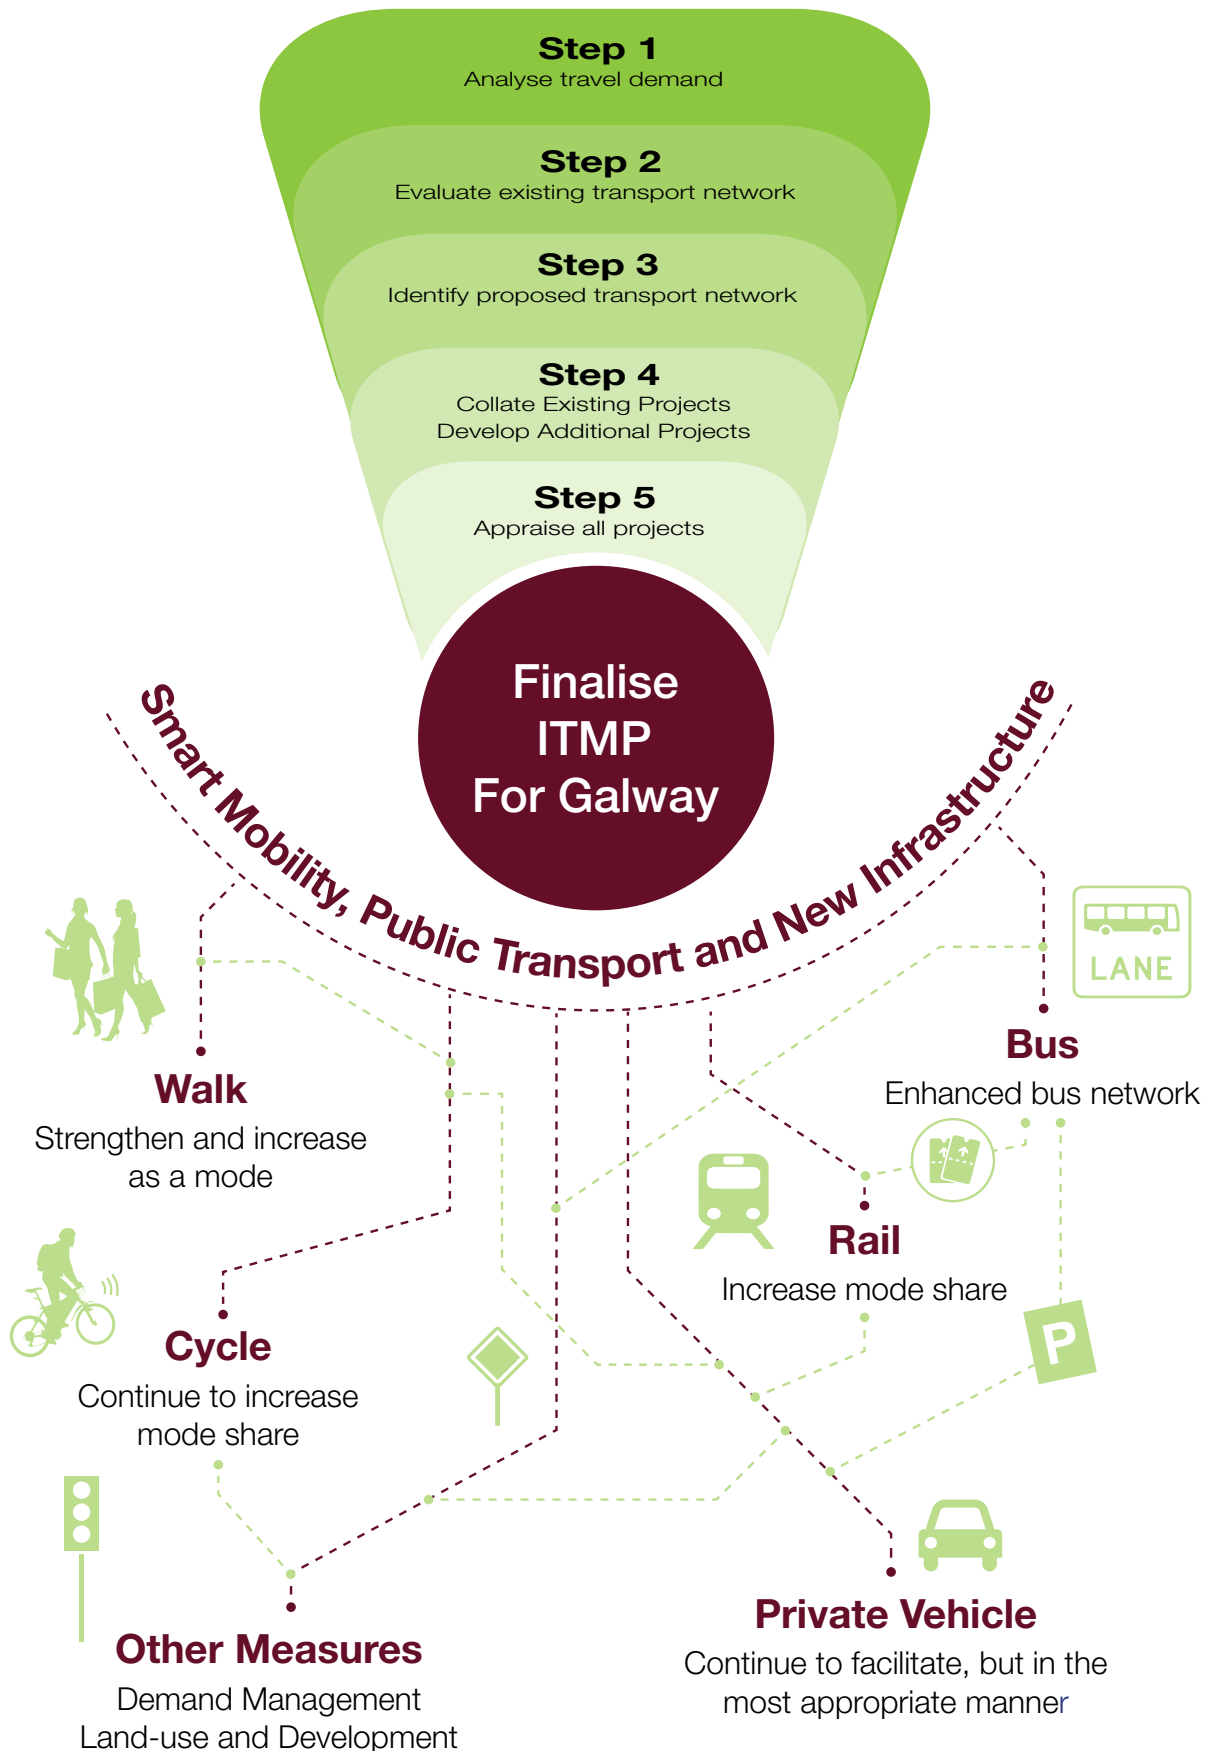 Step 1
Analyse travel demand
Step 2
Evaluate existing transport network
Step 3
Identify proposed transport network
Step 4
Collate Existing Projects
Develop Additional Projects
Step 5
Appraise all projects
Finalise
ITMP
For Galway
Smart Mobility, Public Transport and New Infrastructure
LANE
Bus
Enhanced bus network
Walk
Strengthen and increase
as a mode
Rail
Increase mode share
P
Cycle
Continue to increase
mode share
Private Vehicle
Continue to facilitate, but in the
most appropriate manner
Other Measures
Demand Management
Land-use and Development